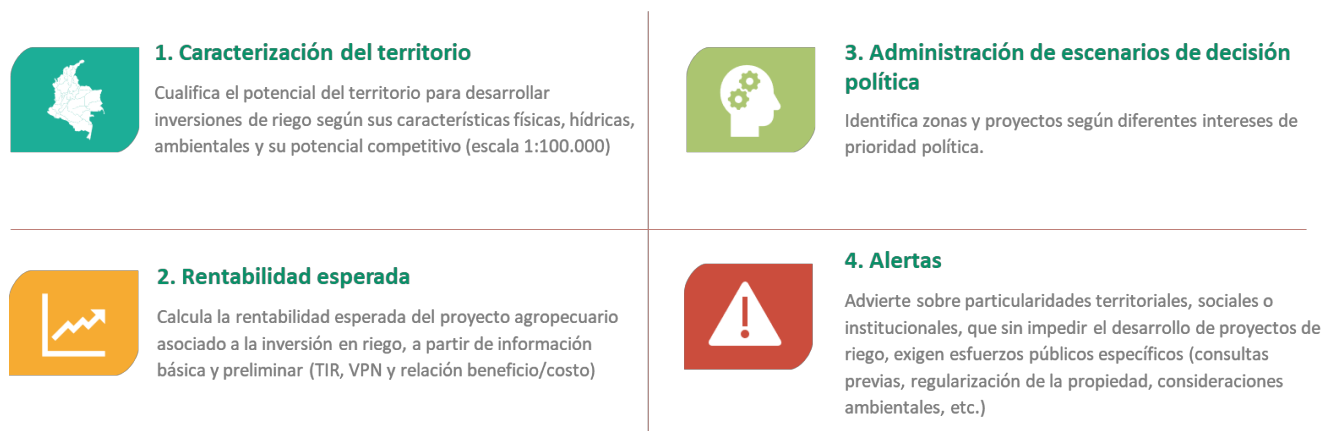 1. Caracterización del territorio
Cualifica el potencial del territorio para desarrollar
inversiones de riego según sus características físicas, hídricas,
ambientales y su potencial competitivo (escala 1:100.000)
2. Rentabilidad esperada
Calcula la rentabilidad esperada del proyecto agropecuario
asociado a la inversión en riego, a partir de información
básica y preliminar (TIR, VPN y relación beneficio/costo)
3. Administración de escenarios de decisión
política
Identifica zonas y proyectos según diferentes intereses de
prioridad política.
4. Alertas
Advierte sobre particularidades territoriales, sociales o
institucionales, que sin impedir el desarrollo de proyectos de
riego, exigen esfuerzos públicos específicos (consultas
previas, regularización de la propiedad, consideraciones
ambientales, etc.)